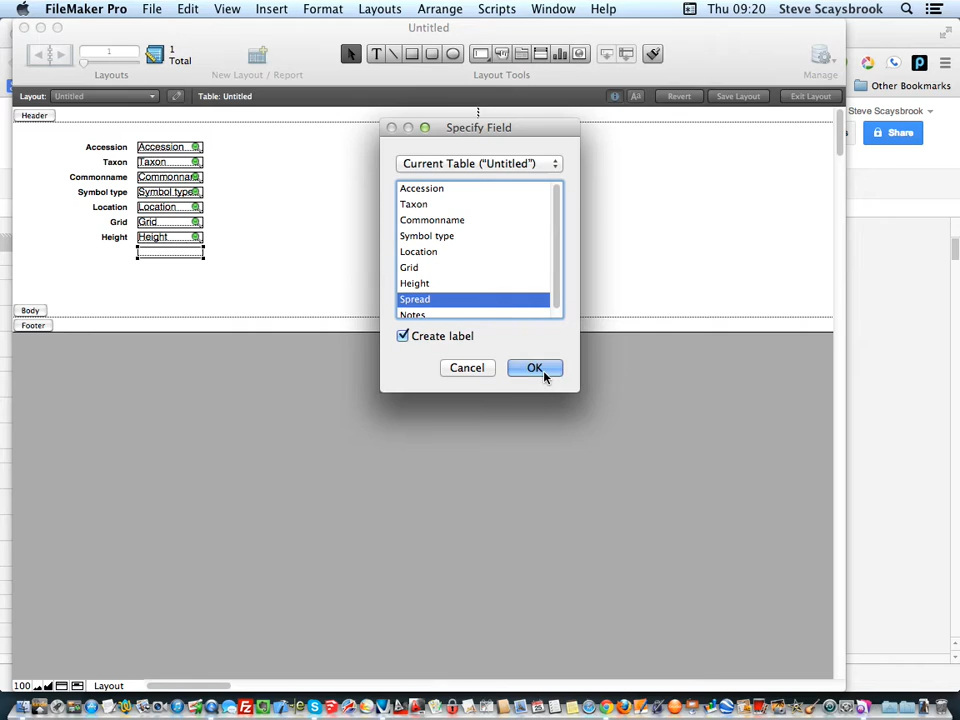 FileMaker Pro File Edit View Insert Format Layouts Arrange Scripts Window Help Thu 09:20 Steve Scaysbrook
Untitled
1
1
Total
Layouts
New Layout / Report
Layout Tools
Manage
Other Bookmarks
Layout: Untitled
Table: Untitled
Aa
Revert
Save Layout
Exit Layout
Steve Scaysbrook
Share
Header
Accession Accession
Taxon Taxon
Commonname Commonnar
Symbol type Symbol type
Location Location
Grid Grid
Height Height
Body
Footer
Specify Field
Current Table ("Untitled")
Accession
Taxon
Commonname
Symbol type
Location
Grid
Height
Spread
Notes
Create label
Cancel
OK
100
Layout